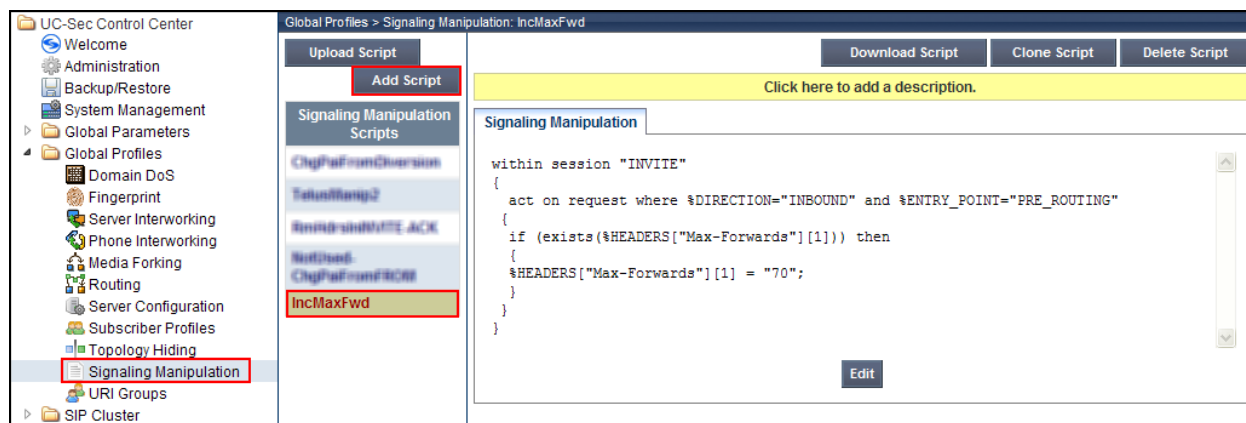 UC-Sec Control Center
Welcome
Administration
Backup/Restore
System Management
Global Parameters
Global Profiles
Domain DoS
Fingerprint
Server Interworking
Phone Interworking
Media Forking
Routing
Server Configuration
Subscriber Profiles
Topology Hiding
Signaling Manipulation
URI Groups
SIP Cluster
Global Profiles > Signaling Manipulation: IncMaxFwd
Upload Script
Add Script
Download Script
Clone Script
Delete Script
Click here to add a description.
Signaling Manipulation
Scripts
IncMaxFwd
Signaling Manipulation
within session "INVITE"
{
act on request where %DIRECTION="INBOUND" and %ENTRY_POINT="PRE_ROUTING"
{
if (exists(%HEADERS["Max-Forwards"][1])) then
{
%HEADERS["Max-Forwards"][1] = "70";
}
}
}
Edit